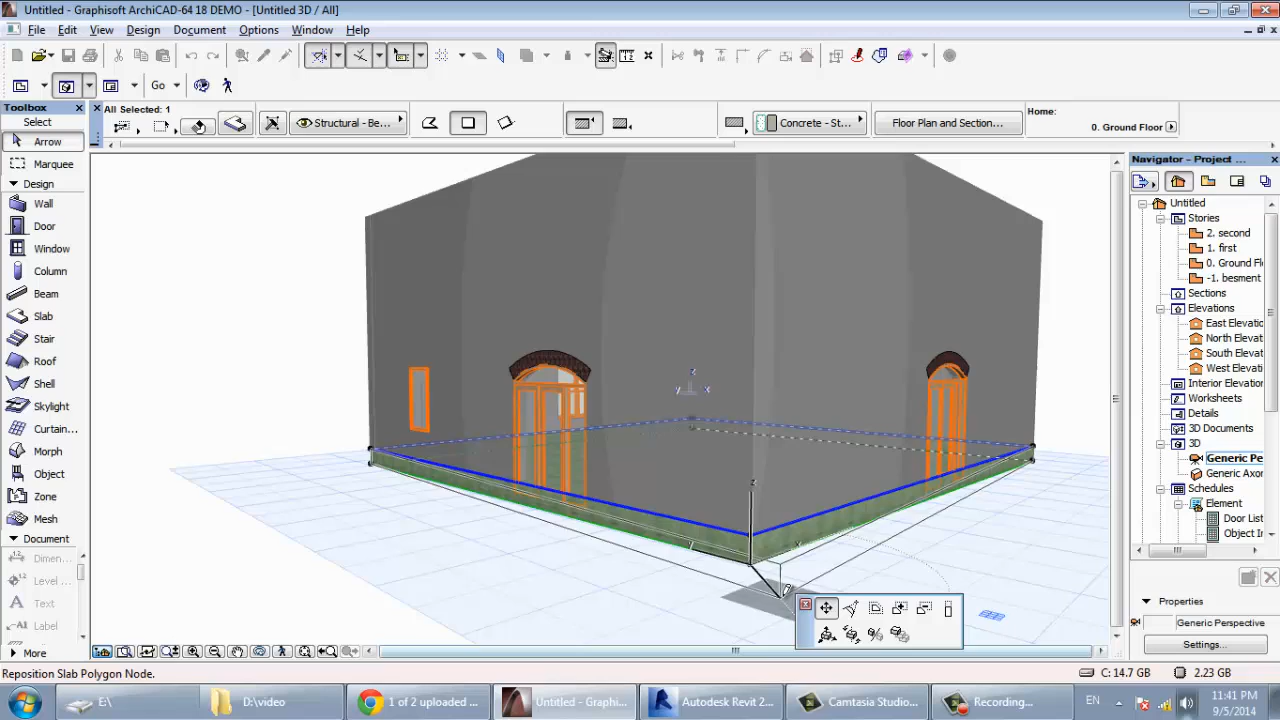 Untitled - Graphisoft ArchiCAD-64 18 DEMO - [Untitled 3D / All]
File Edit View Design Document Options Window Help
Go
Toolbox
Select
Arrow
Marquee
Design
Wall
Door
Window
Column
Beam
Slab
Stair
Roof
Shell
Skylight
Curtain...
Morph
Object
Zone
Mesh
Document
Dimen...
Level ...
Text
Label
More
All Selected: 1
Structural - Be...
Concrete - St...
Floor Plan and Section...
Home:
0. Ground Floor
Navigator - Project ...
Untitled
Stories
2. second
1. first
0. Ground Fl
-1. besment
Sections
Elevations
East Elevatio
North Elevati
South Elevati
West Elevati
Interior Elevation
Worksheets
Details
3D Documents
3D
Generic Pe
Generic Axon
Schedules
Element
Door List
Object In
Properties
Generic Perspective
Settings...
Reposition Slab Polygon Node.
C: 14.7 GB
2.23 GB
E:\
D:\video
1 of 2 uploaded ...
Untitled - Graphi...
Autodesk Revit 2...
Camtasia Studio...
Recording...
EN
11:41 PM
9/5/2014